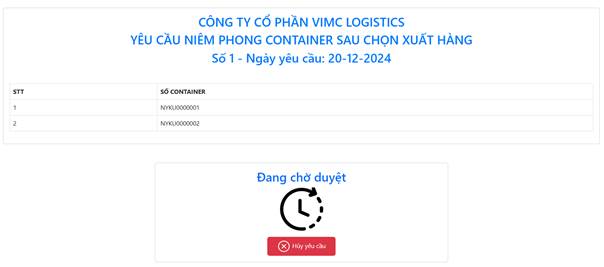 CÔNG TY CỔ PHẦN VIMC LOGISTICS
YÊU CẦU NIÊM PHONG CONTAINER SAU CHỌN XUẤT HÀNG
Số 1 - Ngày yêu cầu: 20-12-2024
STT SỐ CONTAINER
1 NYKU0000001
2 NYKU0000002
Đang chờ duyệt
Hủy yêu cầu